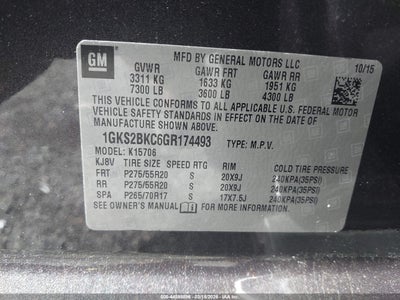 GM
MFD BY GENERAL MOTORS LLC
10/15
GVWR GAWR FRT GAWR RR
3311 KG 1633 KG 1951 KG
7300 LB 3600 LB 4300 LB
THIS VEHICLE CONFORMS TO ALL APPLICABLE U.S. FEDERAL MOTOR
VEHICLE SAFETY AND THEFT PREVENTION STANDARDS IN
EFFECT ON THE DATE OF MANUFACTURE SHOWN ABOVE.
1GKS2BKC6GR174493 TYPE: M.P.V.
MODEL: K15706
KJ8V TIRE SIZE SPEED RTG RIM COLD TIRE PRESSURE
FRT P275/55R20 S 20X9J 240KPA(35PSI)
RR P275/55R20 S 20X9J 240KPA(35PSI)
SPA P265/70R17 S 17X7.5J 240KPA(35PSI)
SEE OWNER'S MANUAL FOR MORE INFORMATION.